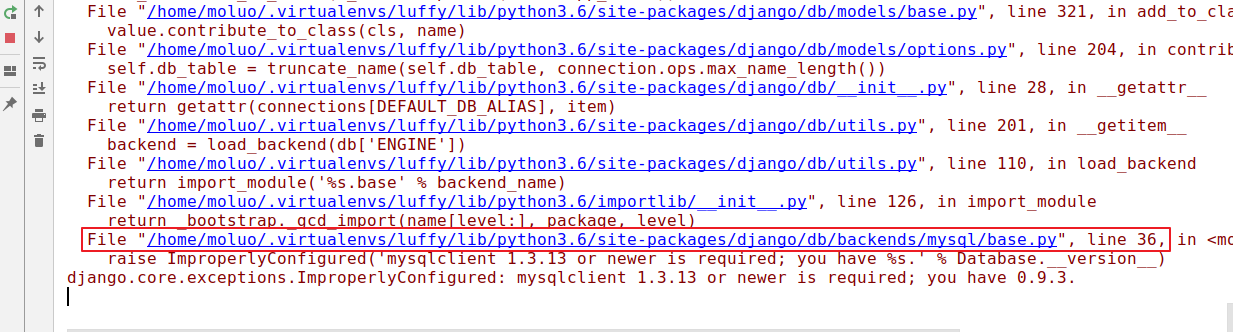 File "/home/moluo/.virtualenvs/luffy/lib/python3.6/site-packages/django/db/models/base.py", line 321, in add_to_cla
value.contribute_to_class(cls, name)
File "/home/moluo/.virtualenvs/luffy/lib/python3.6/site-packages/django/db/models/options.py", line 204, in contrib
self.db_table = truncate_name(self.db_table, connection.ops.max_name_length())
File "/home/moluo/.virtualenvs/luffy/lib/python3.6/site-packages/django/db/__init__.py", line 28, in __getattr__
return getattr(connections[DEFAULT_DB_ALIAS], item)
File "/home/moluo/.virtualenvs/luffy/lib/python3.6/site-packages/django/db/utils.py", line 201, in __getitem__
backend = load_backend(db['ENGINE'])
File "/home/moluo/.virtualenvs/luffy/lib/python3.6/site-packages/django/db/utils.py", line 110, in load_backend
return import_module('%s.base' % backend_name)
File "/home/moluo/.virtualenvs/luffy/lib/python3.6/importlib/__init__.py", line 126, in import_module
return _bootstrap._gcd_import(name[level:], package, level)
File "/home/moluo/.virtualenvs/luffy/lib/python3.6/site-packages/django/db/backends/mysql/base.py", line 36, in <mo
raise ImproperlyConfigured('mysqlclient 1.3.13 or newer is required; you have %s.' % Database.__version__)
django.core.exceptions.ImproperlyConfigured: mysqlclient 1.3.13 or newer is required; you have 0.9.3.